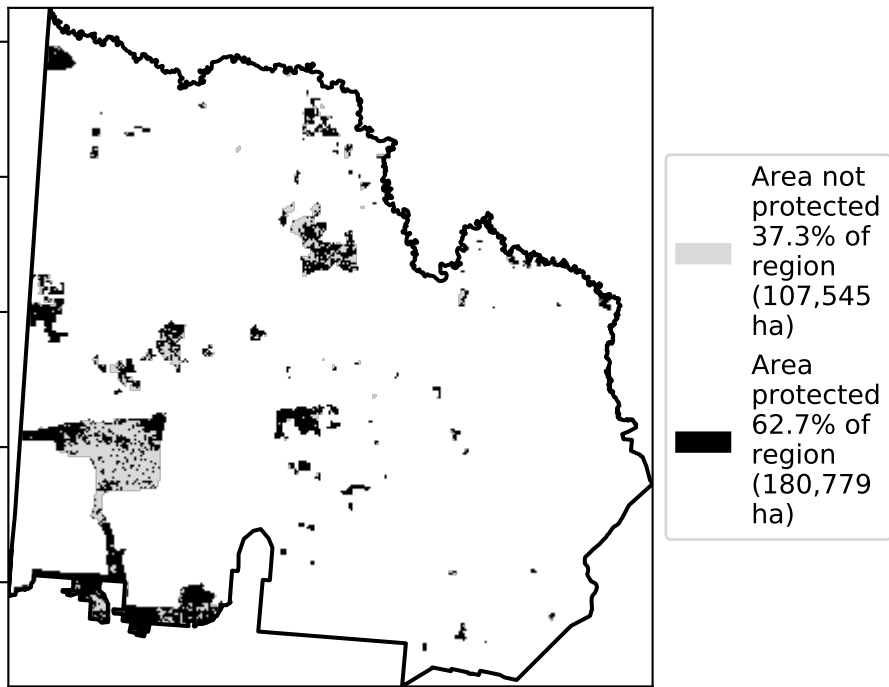 Area not
protected
37.3% of
region
(107,545
ha)
Area
protected
62.7% of
region
(180,779
ha)